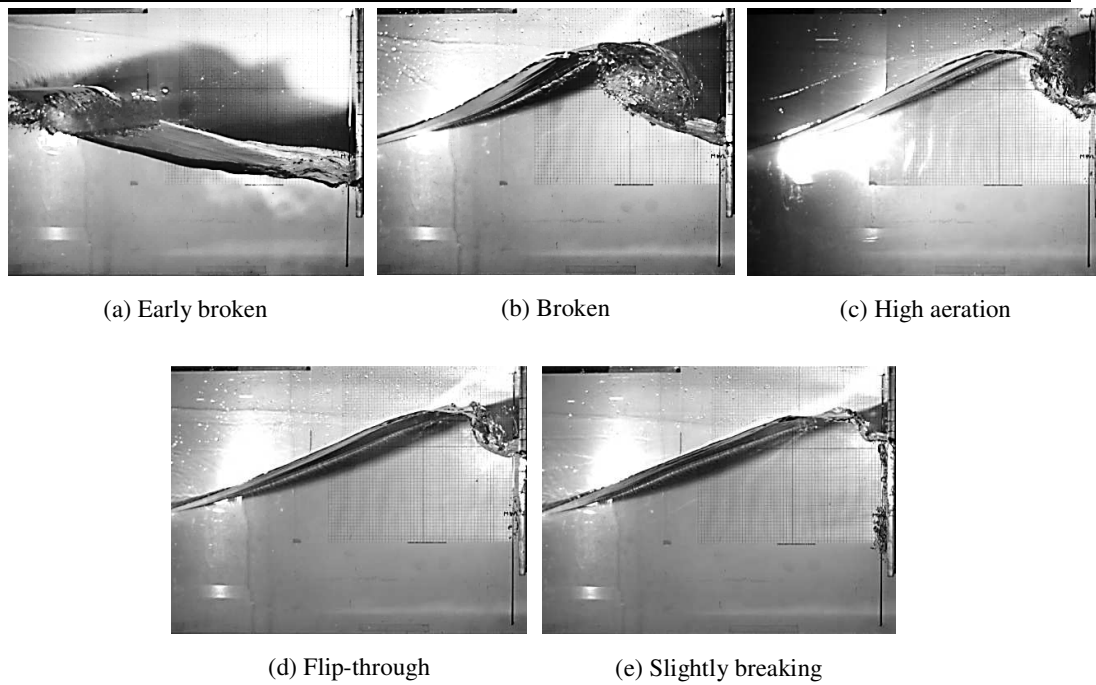 (a) Early broken
(b) Broken
(c) High aeration
(d) Flip-through
(e) Slightly breaking